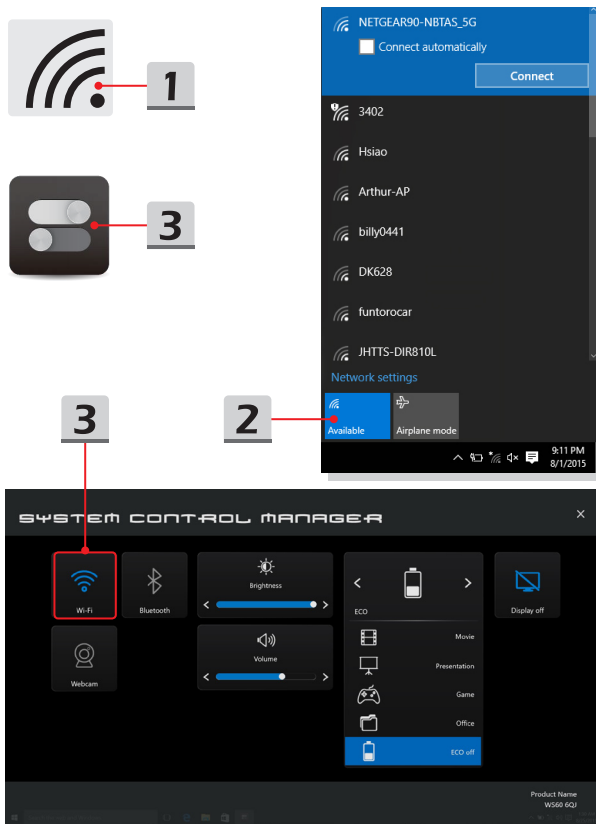 1
3
NETGEAR90-NBTAS_5G
Connect automatically
Connect
3402
Hsiao
Arthur-AP
billy0441
DK628
funtorocar
JHTTS-DIR810L
Network settings
Available
Airplane mode
9:11 PM
8/1/2015
2
3
SYSTEM CONTROL MANAGER
Wi-Fi
Bluetooth
Brightness
ECO
Display off
Webcam
Volume
Movie
Presentation
Game
Office
ECO off
Product Name
WS60 6QJ